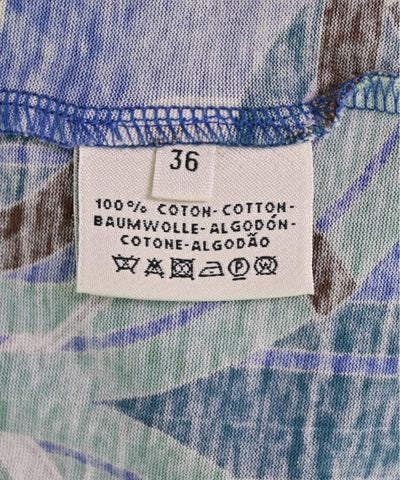 36
100% COTON-COTTON-
BAUMWOLLE-ALGODÓN-
COTONE-ALGODÃO
P W